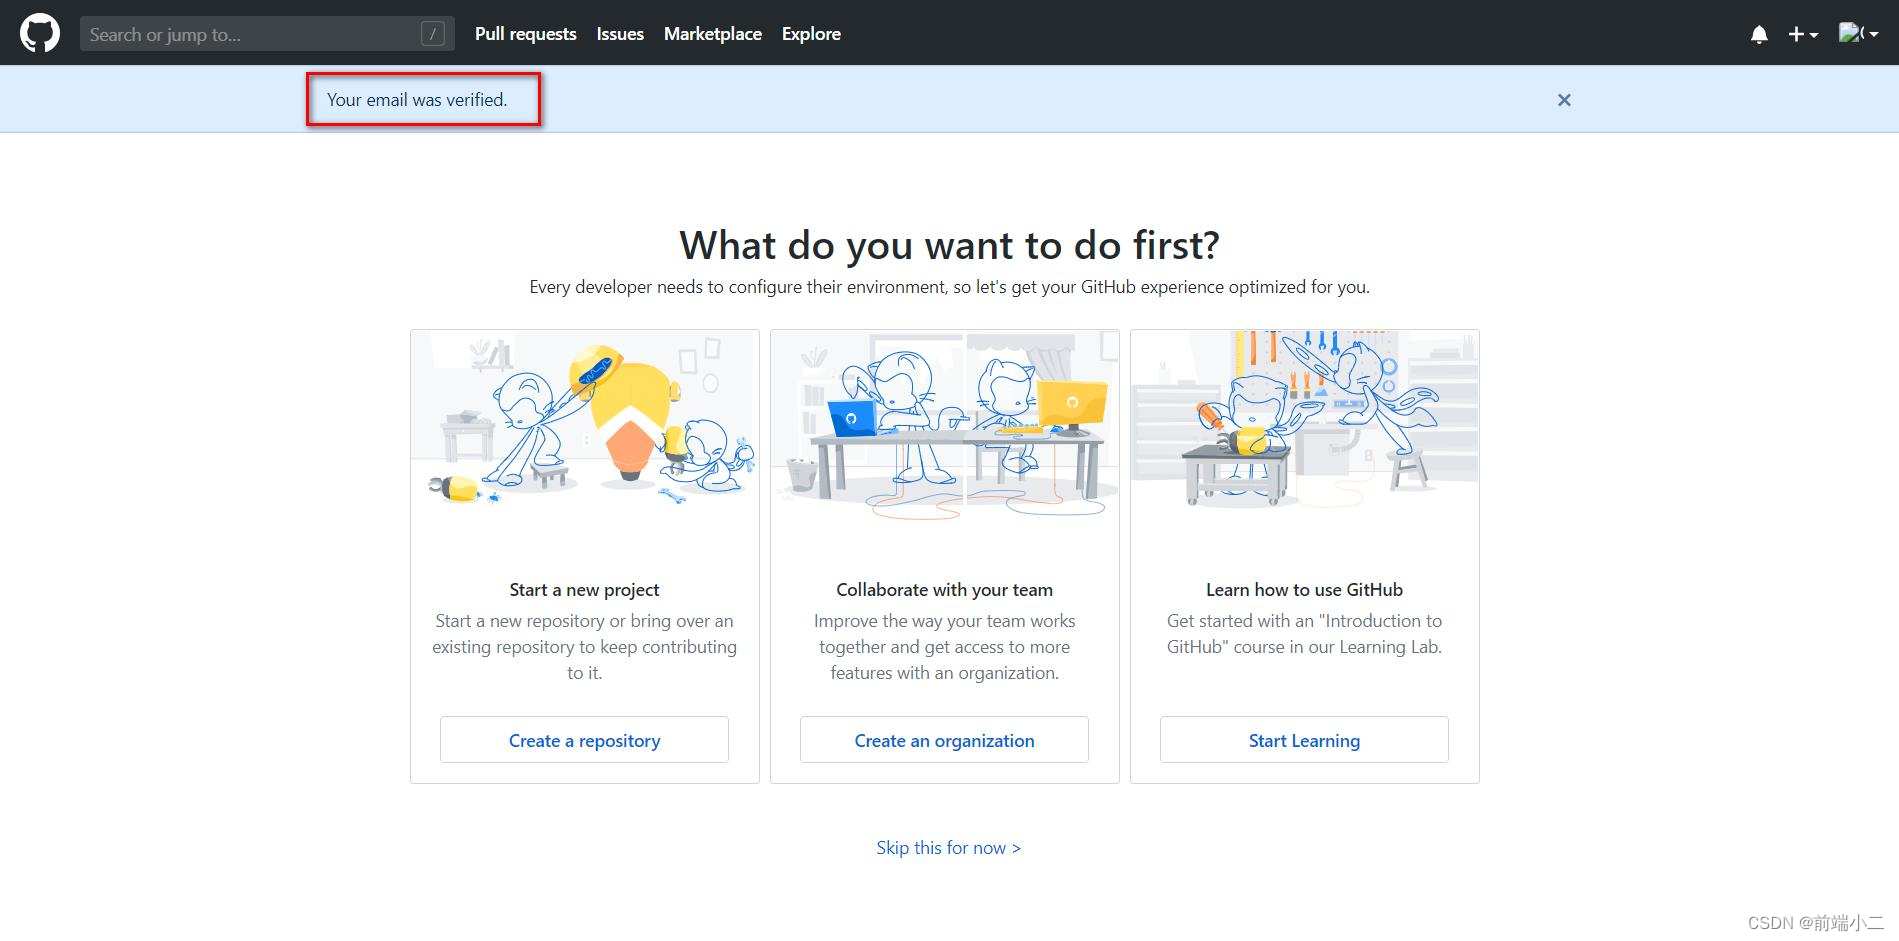 Search or jump to...
/
Pull requests
Issues
Marketplace
Explore
Your email was verified.
What do you want to do first?
Every developer needs to configure their environment, so let's get your GitHub experience optimized for you.
Start a new project
Start a new repository or bring over an
existing repository to keep contributing
to it.
Create a repository
Collaborate with your team
Improve the way your team works
together and get access to more
features with an organization.
Create an organization
Learn how to use GitHub
Get started with an "Introduction to
GitHub" course in our Learning Lab.
Start Learning
Skip this for now >
CSDN @前端小二